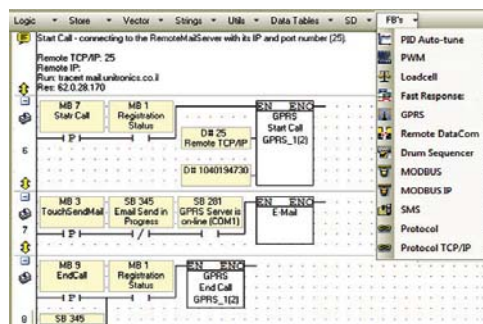 Logic Store Vector Strings Utils Data Tables SD FB's
Start Call - connecting to the RemoteMailServer with its IP and port number (25).
Remote TCP/IP: 25
Remote IP:
Run: tracert mail.unitronics.co.il
Res: 62.0.28.170
MB 7
Statr Call
MB 1
Registration
Status
EN ENO
GPRS
Start Call
GPRS_1(2)
D# 25
Remote TCP/IP
D# 1040194730
P
6
MB 3
TouchSendMail
SB 345
Email Send in
Progress
SB 281
GPRS Server is
on-line (COM1)
EN ENO
E-Mail
P
7
MB 9
EndCall
MB 1
Registration
Status
EN ENO
GPRS
End Call
GPRS_1(2)
P
8
SB 345
PID Auto-tune
PWM
Loadcell
Fast Response:
GPRS
Remote DataCom
Drum Sequencer
MODBUS
MODBUS IP
SMS
Protocol
Protocol TCP/IP